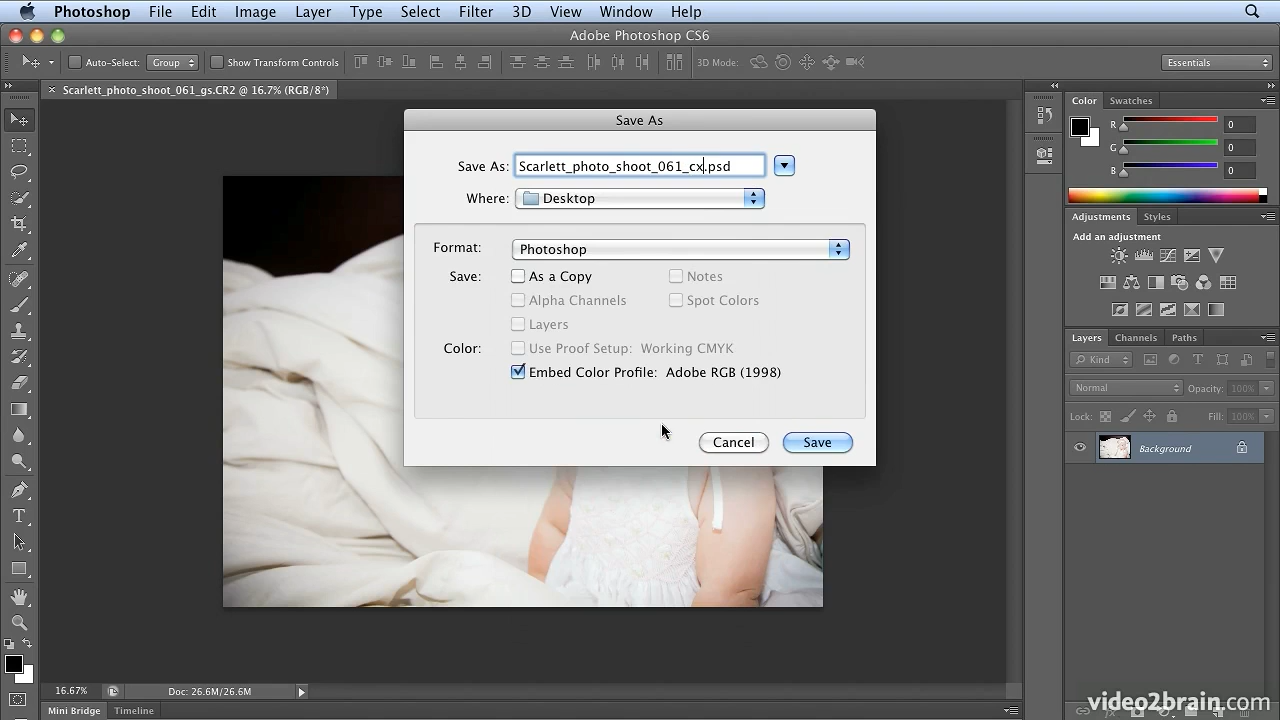 Photoshop File Edit Image Layer Type Select Filter 3D View Window Help
Adobe Photoshop CS6
Auto-Select: Group Show Transform Controls 3D Mode: Essentials
× Scarlett_photo_shoot_061_gs.CR2 @ 16.7% (RGB/8*)
Save As
Save As: Scarlett_photo_shoot_061_cx.psd
Where: Desktop
Format: Photoshop
Save: As a Copy Notes
Alpha Channels Spot Colors
Layers
Color: Use Proof Setup: Working CMYK
Embed Color Profile: Adobe RGB (1998)
Cancel Save
Color Swatches
R 0
G 0
B 0
Adjustments Styles
Add an adjustment
Layers Channels Paths
Kind
Normal Opacity: 100%
Lock: Fill: 100%
Background
16.67% Doc: 26.6M/26.6M
Mini Bridge Timeline
video2brain.com